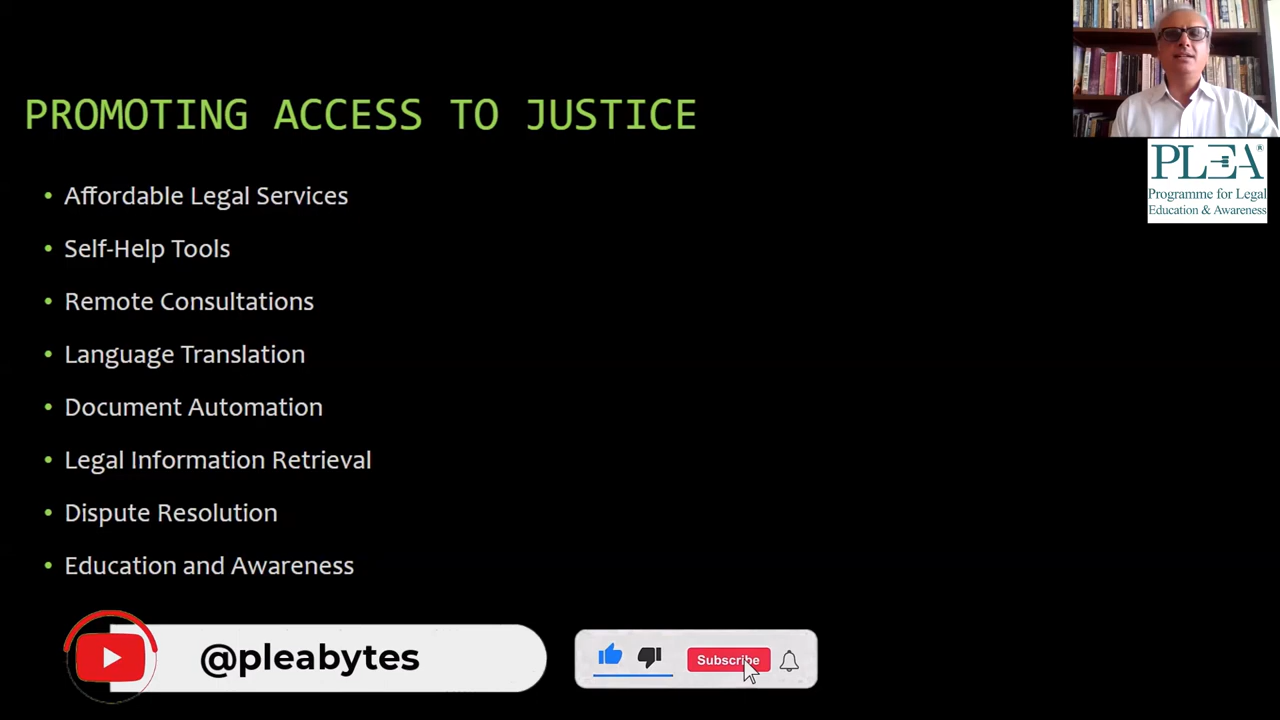 PROMOTING ACCESS TO JUSTICE
• Affordable Legal Services
• Self-Help Tools
• Remote Consultations
• Language Translation
• Document Automation
• Legal Information Retrieval
• Dispute Resolution
• Education and Awareness
PLEA®
Programme for Legal
Education & Awareness
@pleabytes
Subscribe